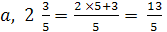 a, 2 3/5 = (2 ×5+3)/5 = 13/5